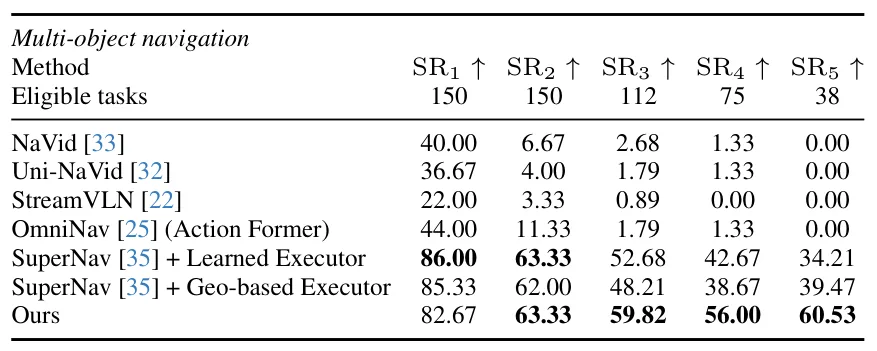 Multi-object navigation
Method SR₁ ↑ SR₂ ↑ SR₃ ↑ SR₄ ↑ SR₅ ↑
Eligible tasks 150 150 112 75 38
NaVid [33] 40.00 6.67 2.68 1.33 0.00
Uni-NaVid [32] 36.67 4.00 1.79 1.33 0.00
StreamVLN [22] 22.00 3.33 0.89 0.00 0.00
OmniNav [25] (Action Former) 44.00 11.33 1.79 1.33 0.00
SuperNav [35] + Learned Executor 86.00 63.33 52.68 42.67 34.21
SuperNav [35] + Geo-based Executor 85.33 62.00 48.21 38.67 39.47
Ours 82.67 63.33 59.82 56.00 60.53